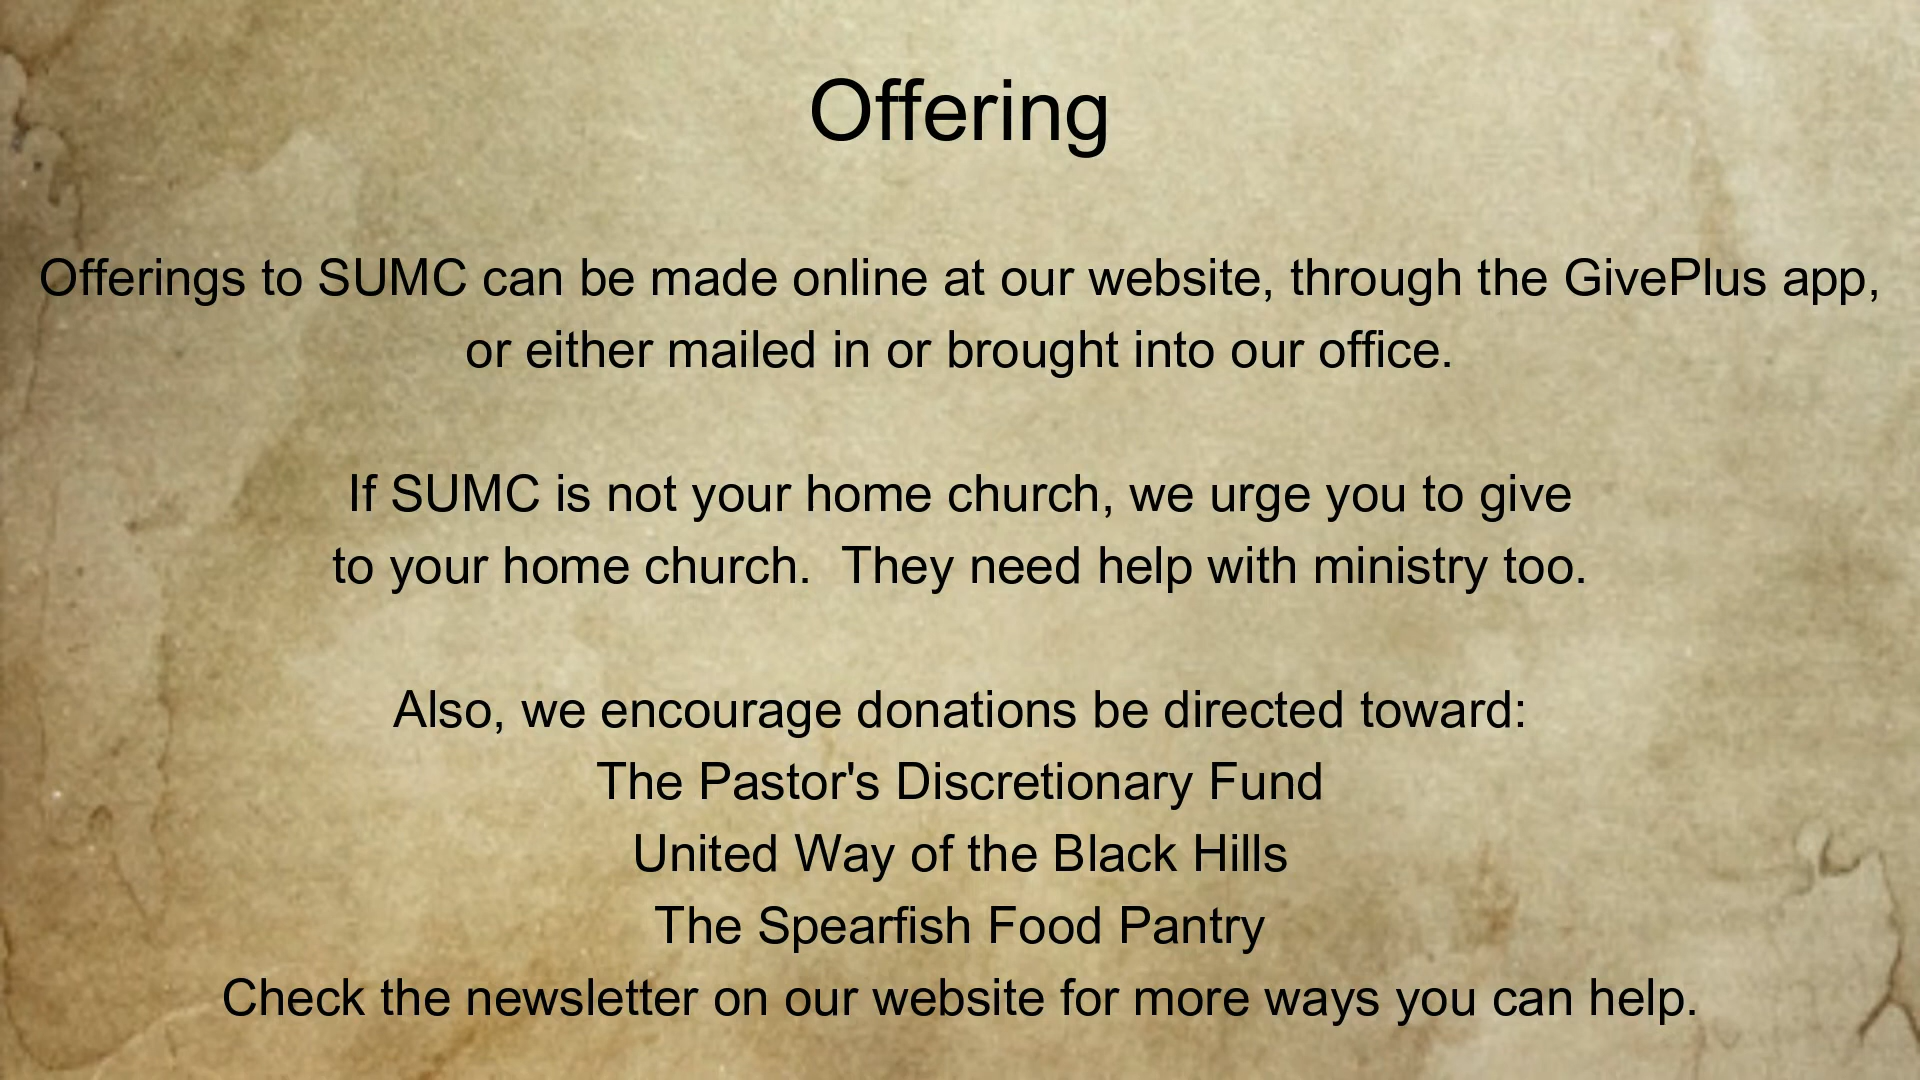 Offering
Offerings to SUMC can be made online at our website, through the GivePlus app,
or either mailed in or brought into our office.
If SUMC is not your home church, we urge you to give
to your home church.  They need help with ministry too.
Also, we encourage donations be directed toward:
The Pastor's Discretionary Fund
United Way of the Black Hills
The Spearfish Food Pantry
Check the newsletter on our website for more ways you can help.